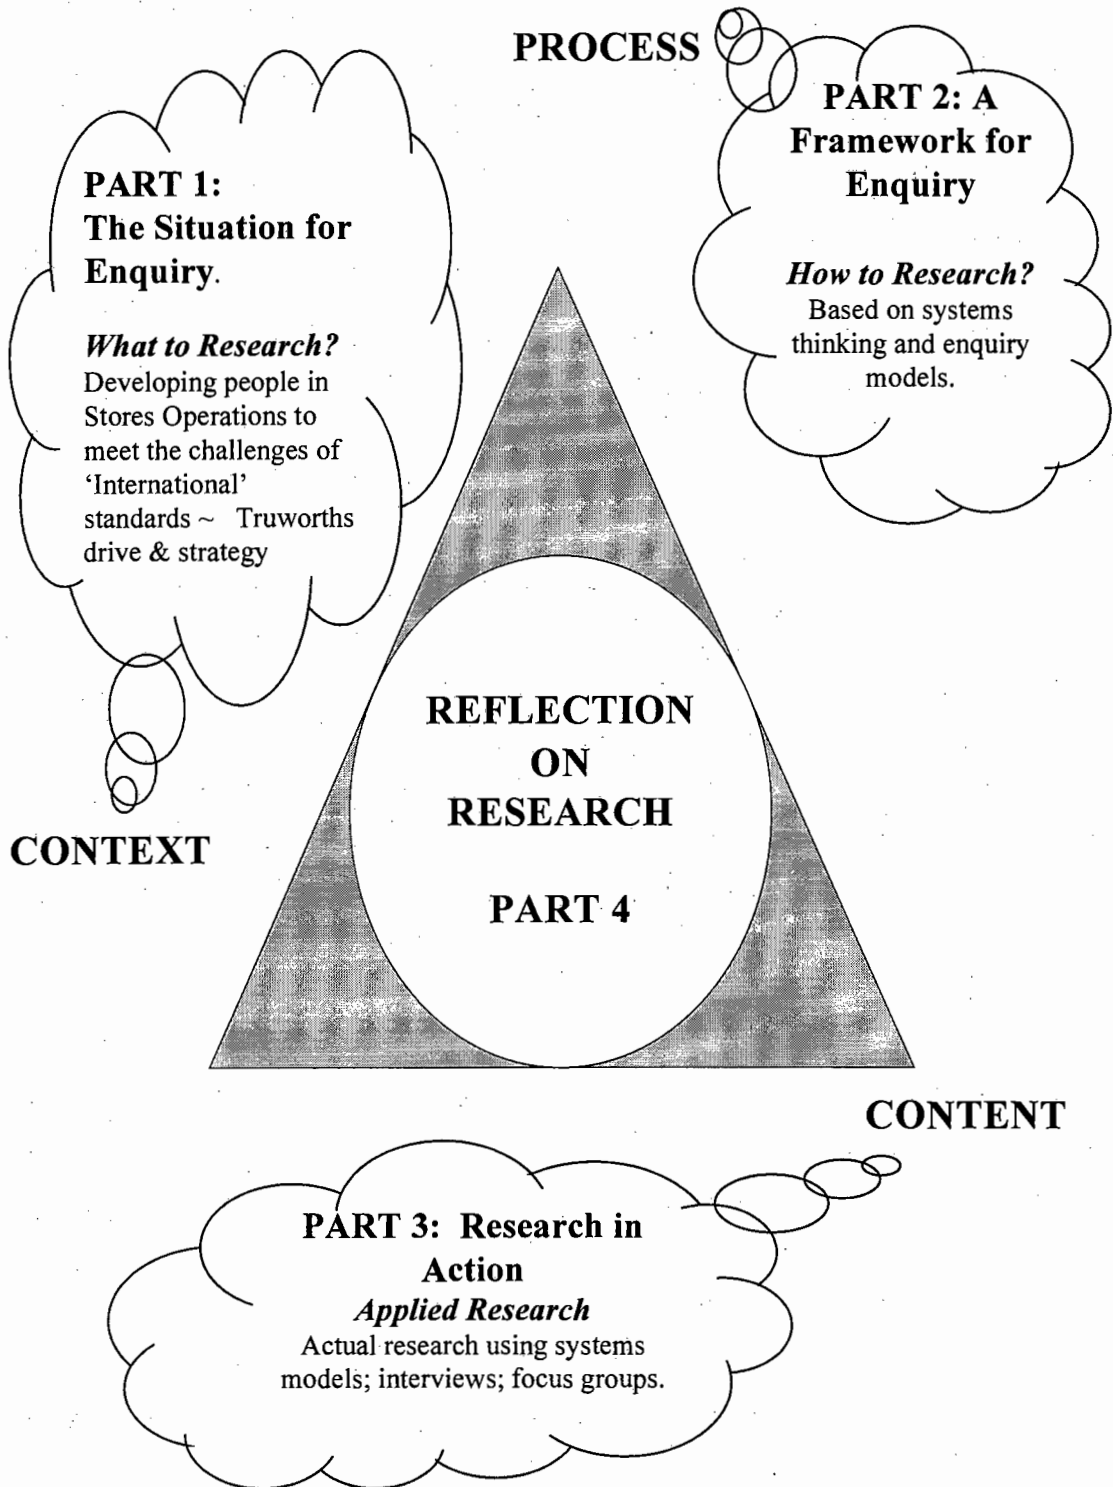 PROCESS
PART 2: A
Framework for
Enquiry
How to Research?
Based on systems
thinking and enquiry
models.
PART 1:
The Situation for
Enquiry.
What to Research?
Developing people in
Stores Operations to
meet the challenges of
‘International’
standards ~ Truworths
drive & strategy
CONTEXT
REFLECTION
ON
RESEARCH
PART 4
CONTENT
PART 3: Research in
Action
Applied Research
Actual research using systems
models; interviews; focus groups.